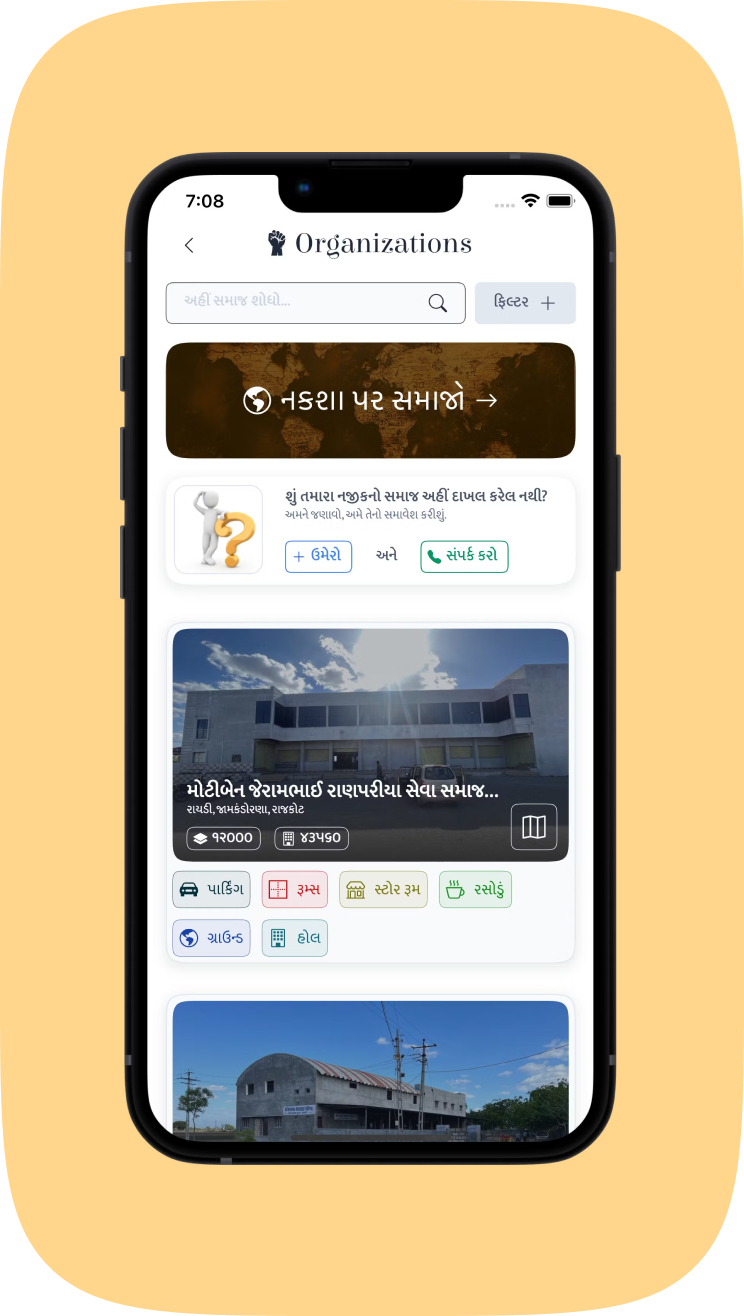 7:08
Organizations
અહીં સમાજ શોધો...
ફિલ્ટર
નકશા પર સમાજો
શું તમારા નજીકનો સમાજ અહીં દાખલ કરેલ નથી?
અમને જણાવો, અમે તેનો સમાવેશ કરીશું.
ઉમેરો અને સંપર્ક કરો
મોટીબેન જેરામભાઈ રાણપરીયા સેવા સમાજ...
રાયડી, જામકંડોરણા, રાજકોટ
૧૨૦૦૦ ૪૩૫૬૦
પાર્કિંગ રૂમ્સ સ્ટોર રૂમ રસોડું
ગ્રાઉન્ડ હોલ